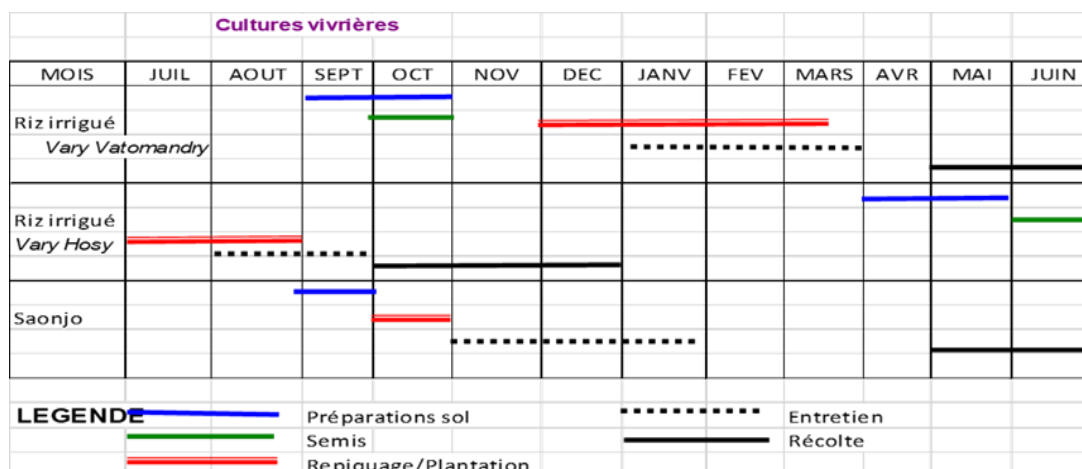 Cultures vivrières
MOIS JUIL AOUT SEPT OCT NOV DEC JANV FEV MARS AVR MAI JUIN
Riz irrigué
Vary Vatomandry
Riz irrigué
Vary Hosy
Saonjo
LEGENDE Préparations sol Entretien
Semis Récolte
Repiquage/Plantation